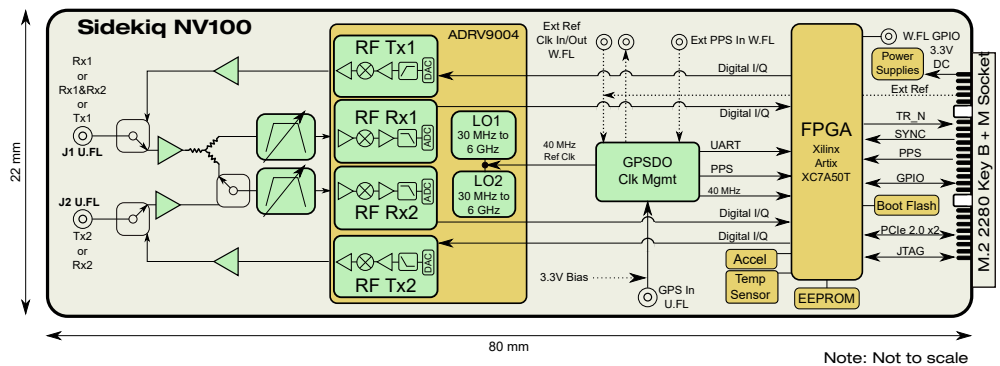 Sidekiq NV100
ADRV9004
Rx1
or
Rx1&Rx2
or
Tx1
J1 U.FL
J2 U.FL
Tx2
or
Rx2
RF Tx1
DAC
RF Rx1
ADC
RF Rx2
ADC
RF Tx2
DAC
LO1
30 MHz to
6 GHz
LO2
30 MHz to
6 GHz
Ext Ref
Clk In/Out
W.FL
Ext PPS In W.FL
Digital I/Q
Digital I/Q
40 MHz
Ref Clk
GPSDO
Clk Mgmt
UART
PPS
40 MHz
Digital I/Q
Digital I/Q
3.3V Bias
GPS In
U.FL
Accel
Temp
Sensor
EEPROM
FPGA
Xilinx
Artix
XC7A50T
W.FL GPIO
Power
Supplies
3.3V
DC
Ext Ref
TR_N
SYNC
PPS
GPIO
Boot Flash
PCIe 2.0 x2
JTAG
M.2 2280 Key B + M Socket
22 mm
80 mm
Note: Not to scale